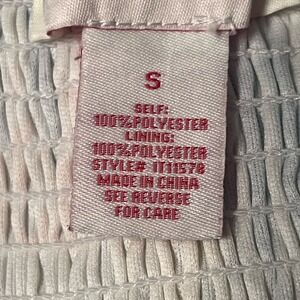 S
SELF:
100%POLYESTER
LINING:
100%POLYESTER
STYLE# IT11578
MADE IN CHINA
SEE REVERSE
FOR CARE